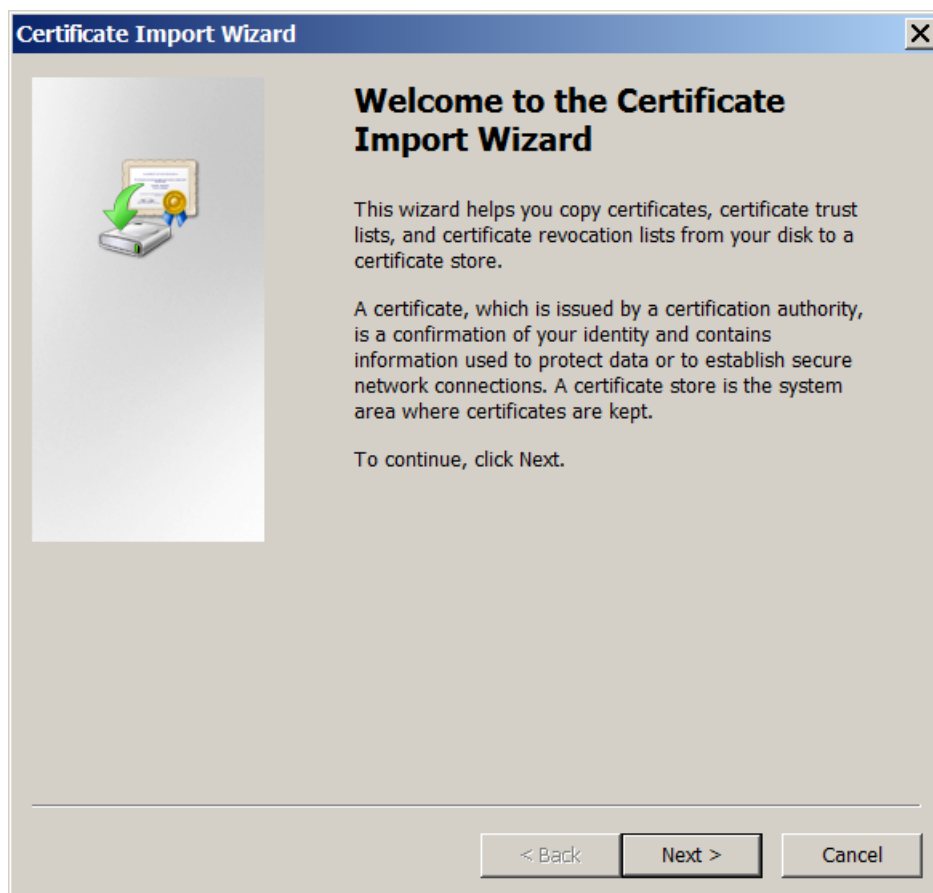 Certificate Import Wizard
Welcome to the Certificate
Import Wizard
This wizard helps you copy certificates, certificate trust
lists, and certificate revocation lists from your disk to a
certificate store.
A certificate, which is issued by a certification authority,
is a confirmation of your identity and contains
information used to protect data or to establish secure
network connections. A certificate store is the system
area where certificates are kept.
To continue, click Next.
< Back
Next >
Cancel